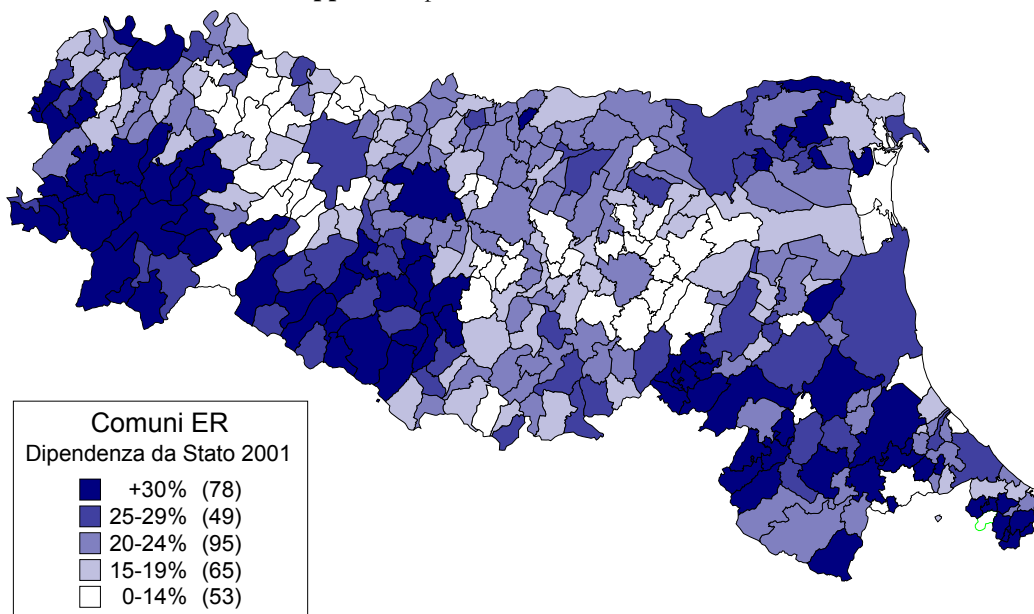 Comuni ER
Dipendenza da Stato 2001
+30% (78)
25-29% (49)
20-24% (95)
15-19% (65)
0-14% (53)